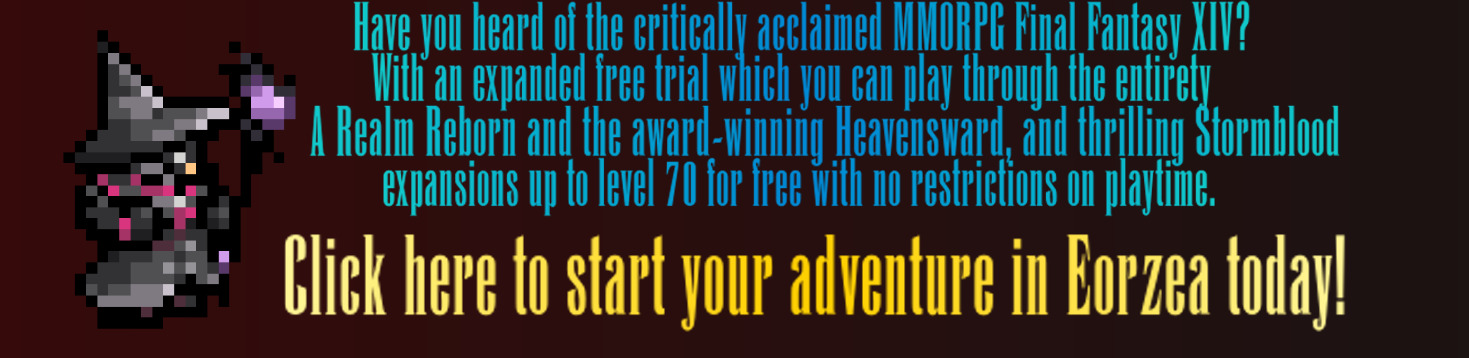 Have you heard of the critically acclaimed MMORPG Final Fantasy XIV?
With an expanded free trial which you can play through the entirety
A Realm Reborn and the award-winning Heavensward, and thrilling Stormblood
expansions up to level 70 for free with no restrictions on playtime.
Click here to start your adventure in Eorzea today!